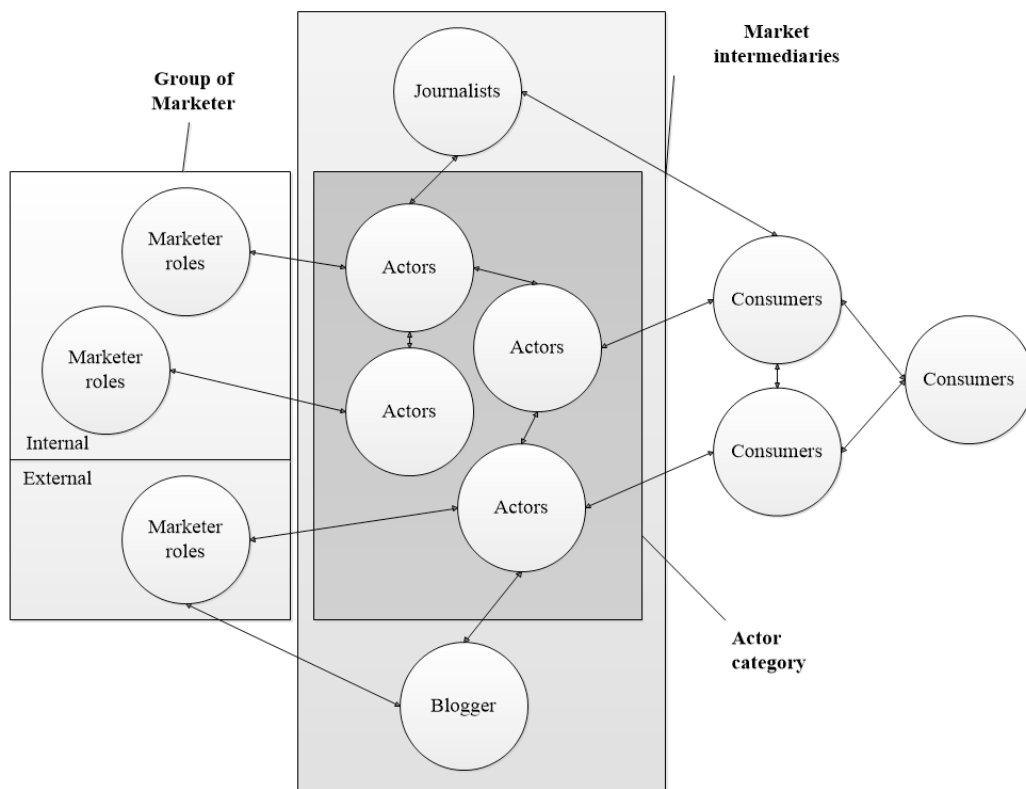 Market
intermediaries
Group of
Marketer
Journalists
Marketer
roles
Actors
Consumers
Actors
Marketer
roles
Consumers
Actors
Internal
Consumers
External
Actors
Marketer
roles
Actor
category
Blogger